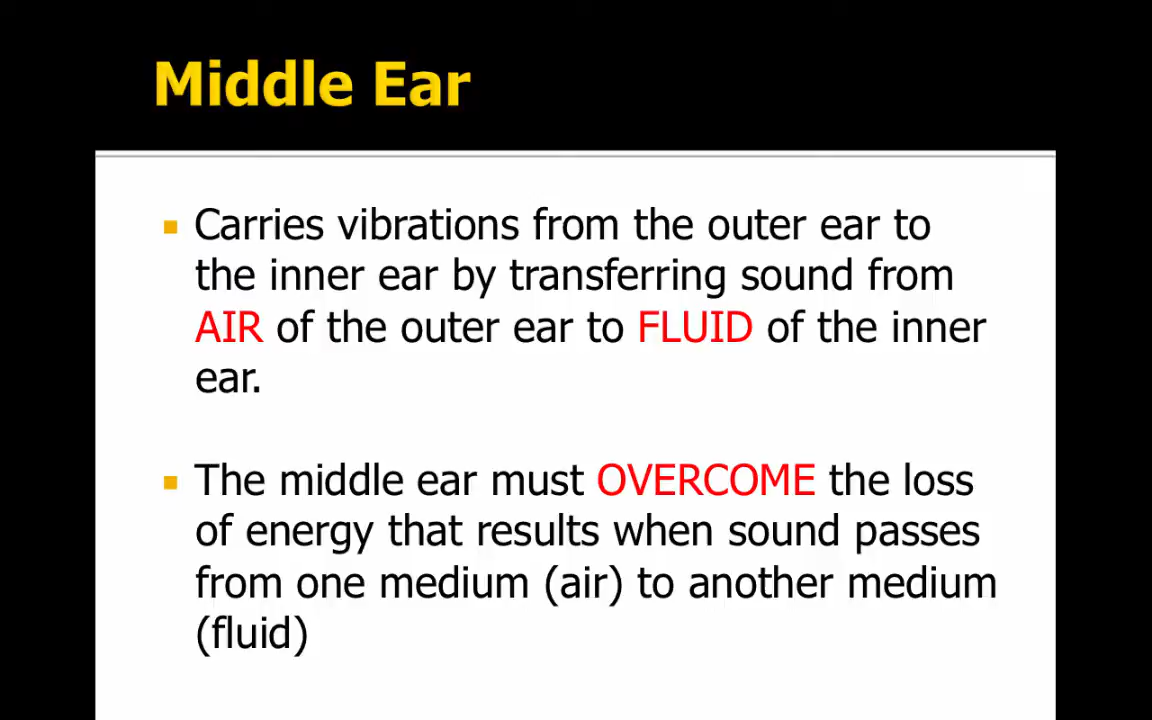 Middle Ear
▪ Carries vibrations from the outer ear to
the inner ear by transferring sound from
AIR of the outer ear to FLUID of the inner
ear.
▪ The middle ear must OVERCOME the loss
of energy that results when sound passes
from one medium (air) to another medium
(fluid)